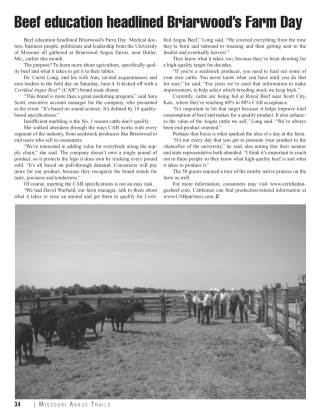 Beef education headlined Briarwood's Farm Day
Beef education headlined Briarwood's Farm Day. Medical doc-
tors, business people, politicians and leadership from the University
of Missouri all gathered at Briarwood Angus Farms, near Butler,
Mo., earlier this month.
The purpose? To learn more about agriculture, specifically qual-
ity beef and what it takes to get it to their tables.
Dr. Curtis Long, and his wife Ann, invited acquaintances and
area leaders to the field day on Saturday, June 4. It kicked off with a
Certified Angus Beef® (CAB®) brand steak dinner.
"This brand is more than a great marketing program," said Sara
Scott, executive account manager for the company, who presented
at the event. "It's based on sound science. It's defined by 10 quality-
based specifications."
Insufficient marbling is the No. 1 reason cattle don't qualify.
She walked attendees through the ways CAB works with every
segment of the industry, from seedstock producers like Briarwood to
end users who sell to consumers.
"We're interested in adding value for everybody along the sup-
ply chain," she said. The company doesn't own a single pound of
product, so it protects the logo it does own by tracking every pound
sold. "It's all based on pull-through demand. Consumers will pay
more for our product, because they recognize the brand stands for
taste, juiciness and tenderness."
Of course, meeting the CAB specifications is not an easy task.
"We had David Warfield, our farm manager, talk to them about
what it takes to raise an animal and get them to qualify for Certi-
fied Angus Beef," Long said. "He covered everything from the time
they're born and tattooed to weaning and then getting sent to the
feedlot and eventually harvest."
They know what it takes, too, because they've been shooting for
a high-quality target for decades.
"If you're a seedstock producer, you need to feed out some of
your own cattle. You never know what you have until you do that
for sure," he said. "For years we've used that information to make
improvement, to help select which breeding stock we keep back."
Currently, cattle are being fed at Royal Beef near Scott City,
Kan., where they're reaching 60% to 80% CAB acceptance.
"It's important to hit that target because it helps improve total
consumption of beef and makes for a quality product. It also enhanc-
es the value of the Angus cattle we sell," Long said. "We've always
been end-product oriented."
Perhaps that focus is what sparked the idea of a day at the farm.
"It's not every day that you get to promote your product to the
chancellor of the university," he said, also noting that their senator
and state representative both attended. "I think it's important to reach
out to these people so they know what high-quality beef is and what
it takes to produce it."
The 58 guests enjoyed a tour of the nearby native prairies on the
farm as well.
For more information, consumers may visit www.certifiedan-
gusbeef.com. Cattlemen can find production-related information at
www.CABpartners.com.
34 | Missouri Angus Trails